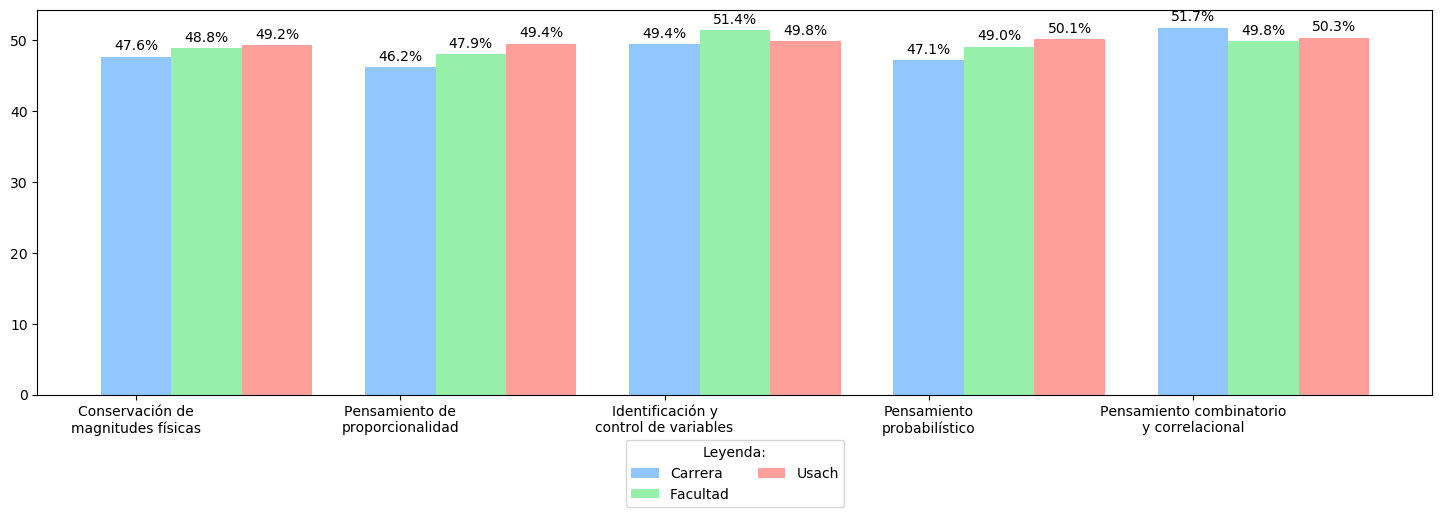 50
40
30
20
10
0
47.6%
48.8%
49.2%
46.2%
47.9%
49.4%
49.4%
51.4%
49.8%
47.1%
49.0%
50.1%
51.7%
49.8%
50.3%
Conservación de
magnitudes físicas
Pensamiento de
proporcionalidad
Identificación y
control de variables
Pensamiento
probabilístico
Pensamiento combinatorio
y correlacional
Leyenda:
Carrera
Facultad
Usach